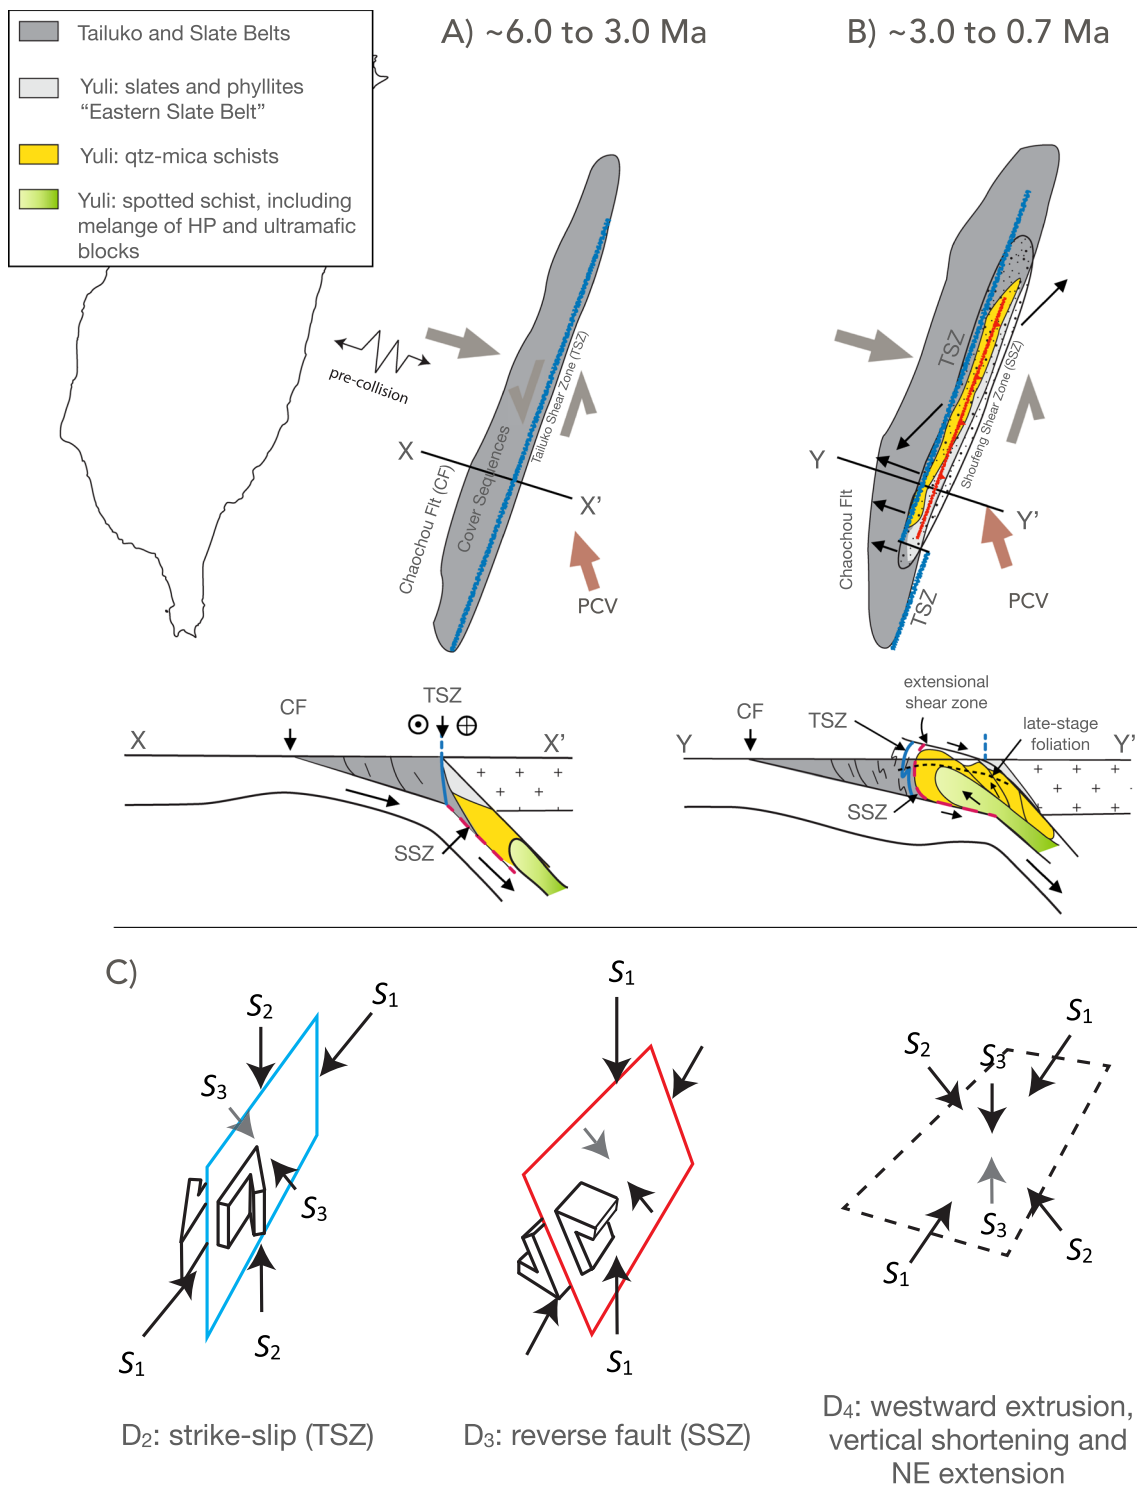 Tailuko and Slate Belts
Yuli: slates and phyllites
“Eastern Slate Belt”
Yuli: qtz-mica schists
Yuli: spotted schist, including
melange of HP and ultramafic
blocks
A) ~6.0 to 3.0 Ma
B) ~3.0 to 0.7 Ma
pre-collision
Tailuko Shear Zone (TSZ)
Cover Sequences
Chaochou Flt (CF)
X
X’
PCV
TSZ
Shoufeng Shear Zone (SSZ)
Chaochou Flt
Y
Y’
TSZ
PCV
X
CF
TSZ
X’
SSZ
Y
CF
TSZ
extensional
shear zone
late-stage
foliation
Y’
SSZ
C)
S2
S1
S3
S3
S1
S2
D2: strike-slip (TSZ)
S1
S1
D3: reverse fault (SSZ)
S1
S2
S3
S3
S2
S1
D4: westward extrusion,
vertical shortening and
NE extension